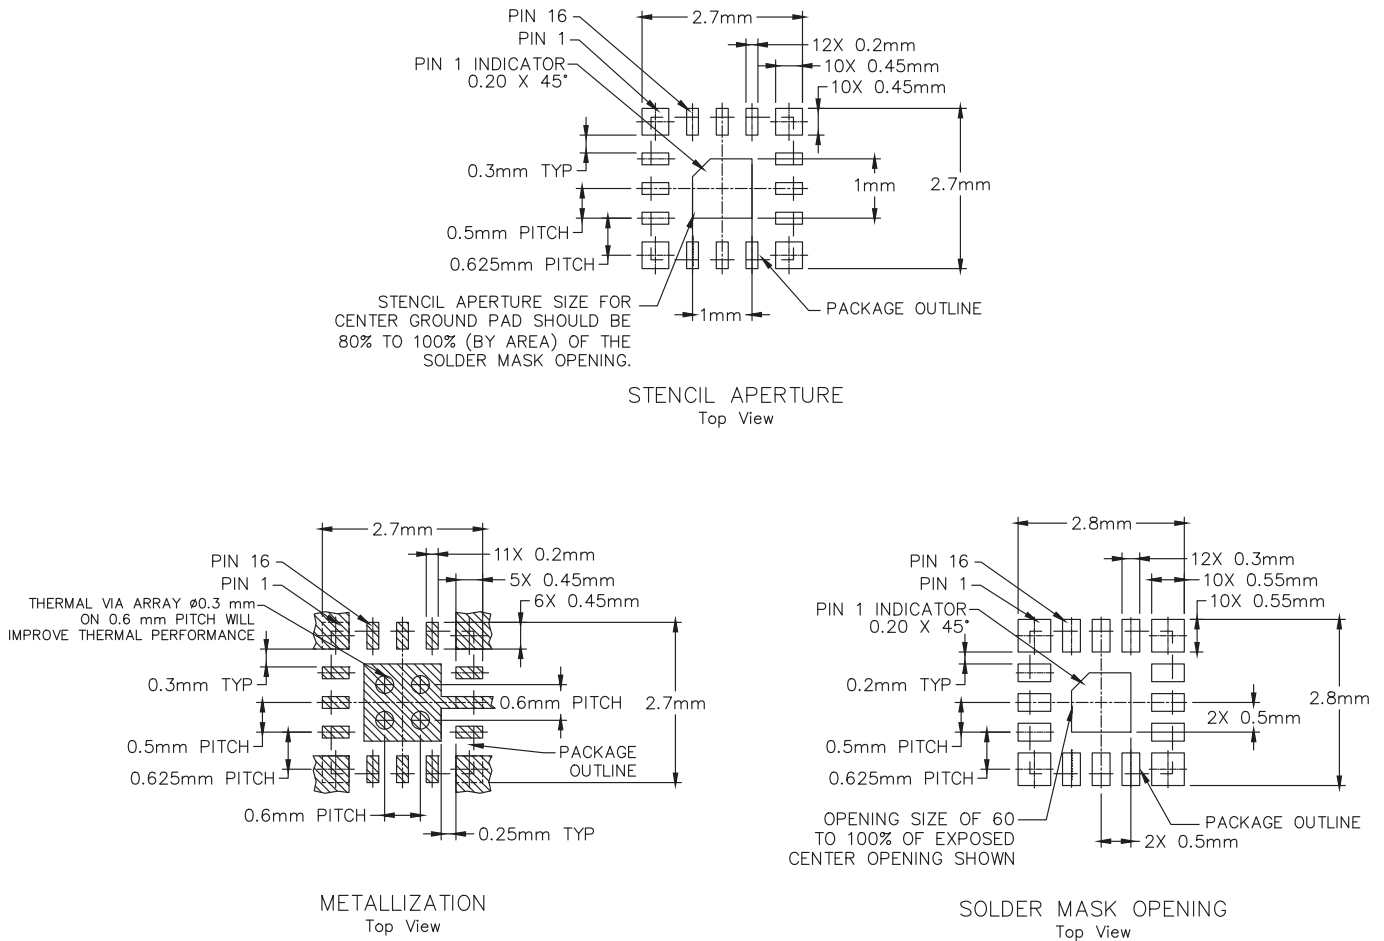 PIN 16
2.7mm
PIN 1
12X 0.2mm
PIN 1 INDICATOR
0.20 X 45°
10X 0.45mm
10X 0.45mm
0.3mm TYP
1mm
2.7mm
0.5mm PITCH
0.625mm PITCH
STENCIL APERTURE SIZE FOR
CENTER GROUND PAD SHOULD BE
80% TO 100% (BY AREA) OF THE
SOLDER MASK OPENING.
1mm
PACKAGE OUTLINE
STENCIL APERTURE
Top View
2.7mm
PIN 16
11X 0.2mm
PIN 1
5X 0.45mm
THERMAL VIA ARRAY ø0.3 mm
ON 0.6 mm PITCH WILL
IMPROVE THERMAL PERFORMANCE
6X 0.45mm
0.3mm TYP
0.6mm PITCH
2.7mm
0.5mm PITCH
PACKAGE
OUTLINE
0.625mm PITCH
0.6mm PITCH
0.25mm TYP
METALLIZATION
Top View
2.8mm
PIN 16
12X 0.3mm
PIN 1
10X 0.55mm
PIN 1 INDICATOR
0.20 X 45°
10X 0.55mm
0.2mm TYP
2.8mm
2X 0.5mm
0.5mm PITCH
0.625mm PITCH
OPENING SIZE OF 60
TO 100% OF EXPOSED
CENTER OPENING SHOWN
PACKAGE OUTLINE
2X 0.5mm
SOLDER MASK OPENING
Top View